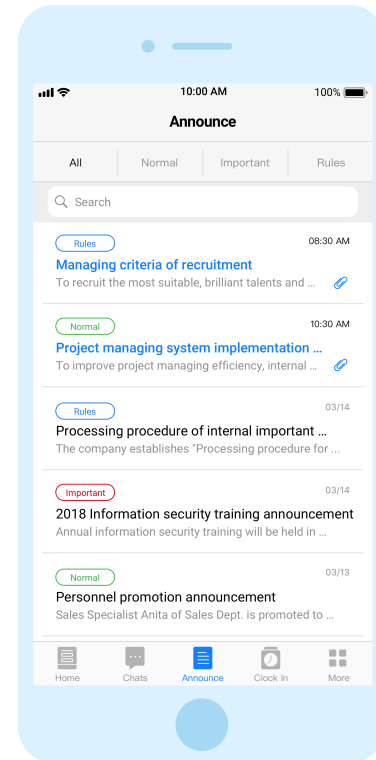 10:00 AM 100%
Announce
All Normal Important Rules
Search
Rules 08:30 AM
Managing criteria of recruitment
To recruit the most suitable, brilliant talents and ...
Normal 10:30 AM
Project managing system implementation ...
To improve project managing efficiency, internal ...
Rules 03/14
Processing procedure of internal important ...
The company establishes "Processing procedure for ...
Important 03/14
2018 Information security training announcement
Annual information security training will be held in ...
Normal 03/13
Personnel promotion announcement
Sales Specialist Anita of Sales Dept. is promoted to ...
Home Chats Announce Clock In More